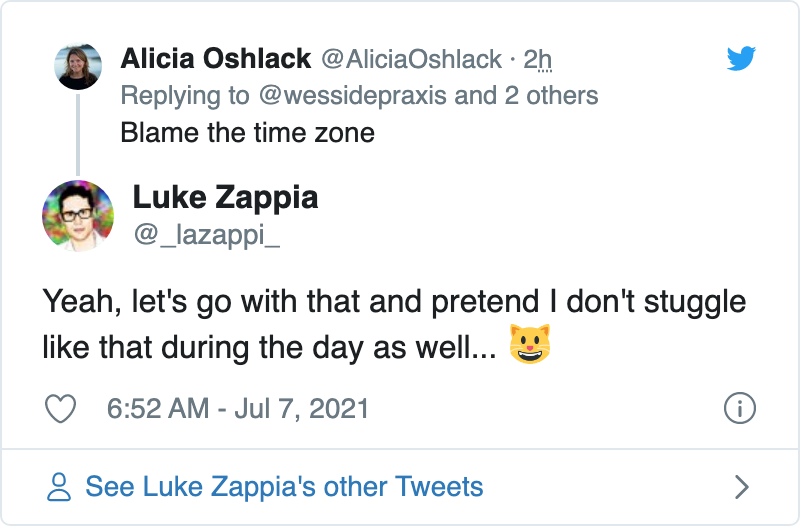 Alicia Oshlack @AliciaOshlack · 2h
Replying to @wessidepraxis and 2 others
Blame the time zone
Luke Zappia
@_lazappi_
Yeah, let's go with that and pretend I don't stuggle
like that during the day as well... 😺
6:52 AM - Jul 7, 2021
See Luke Zappia's other Tweets